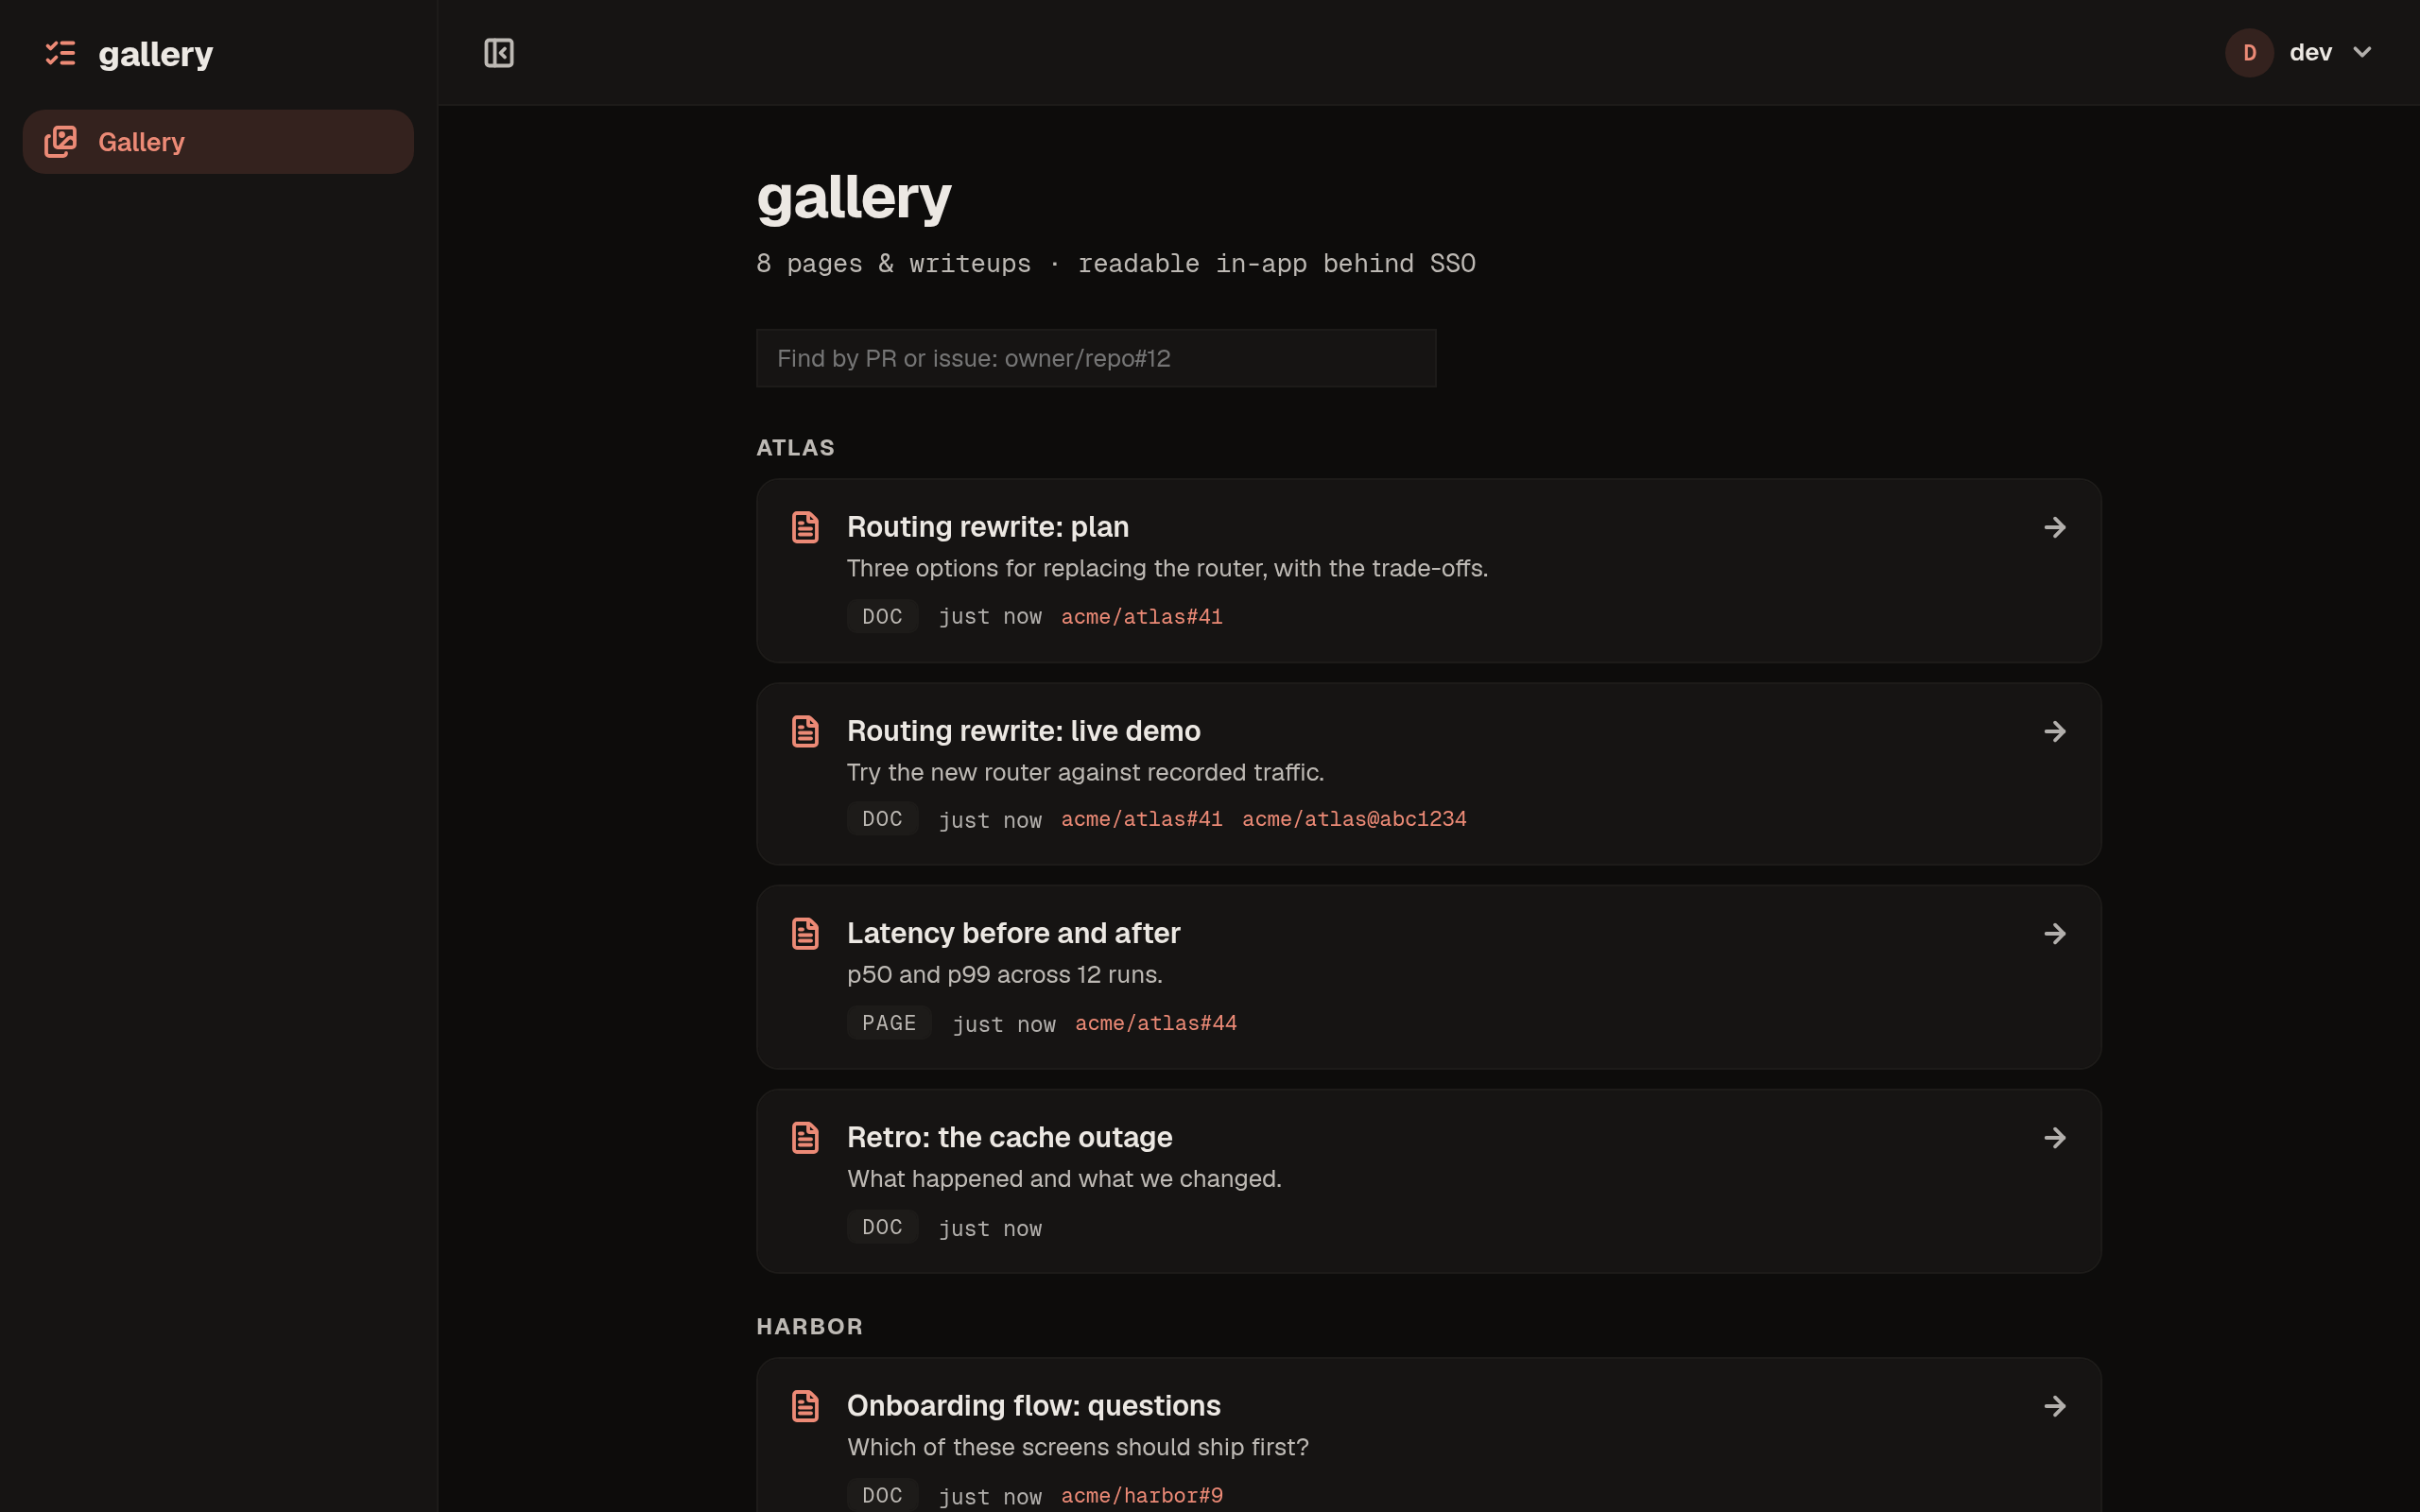 gallery
Gallery
D dev
gallery
8 pages & writeups · readable in-app behind SSO
Find by PR or issue: owner/repo#12
ATLAS
Routing rewrite: plan
Three options for replacing the router, with the trade-offs.
DOC just now acme/atlas#41
Routing rewrite: live demo
Try the new router against recorded traffic.
DOC just now acme/atlas#41 acme/atlas@abc1234
Latency before and after
p50 and p99 across 12 runs.
PAGE just now acme/atlas#44
Retro: the cache outage
What happened and what we changed.
DOC just now
HARBOR
Onboarding flow: questions
Which of these screens should ship first?
DOC just now acme/harbor#9